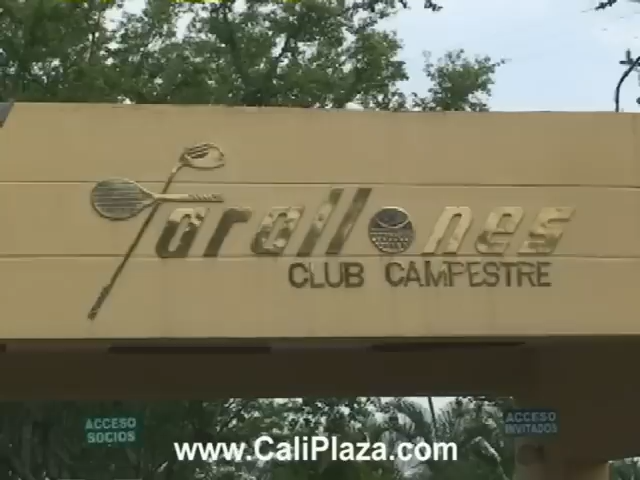 Farallones
CLUB CAMPESTRE
ACCESO
SOCIOS
ACCESO
INVITADOS
www.CaliPlaza.com